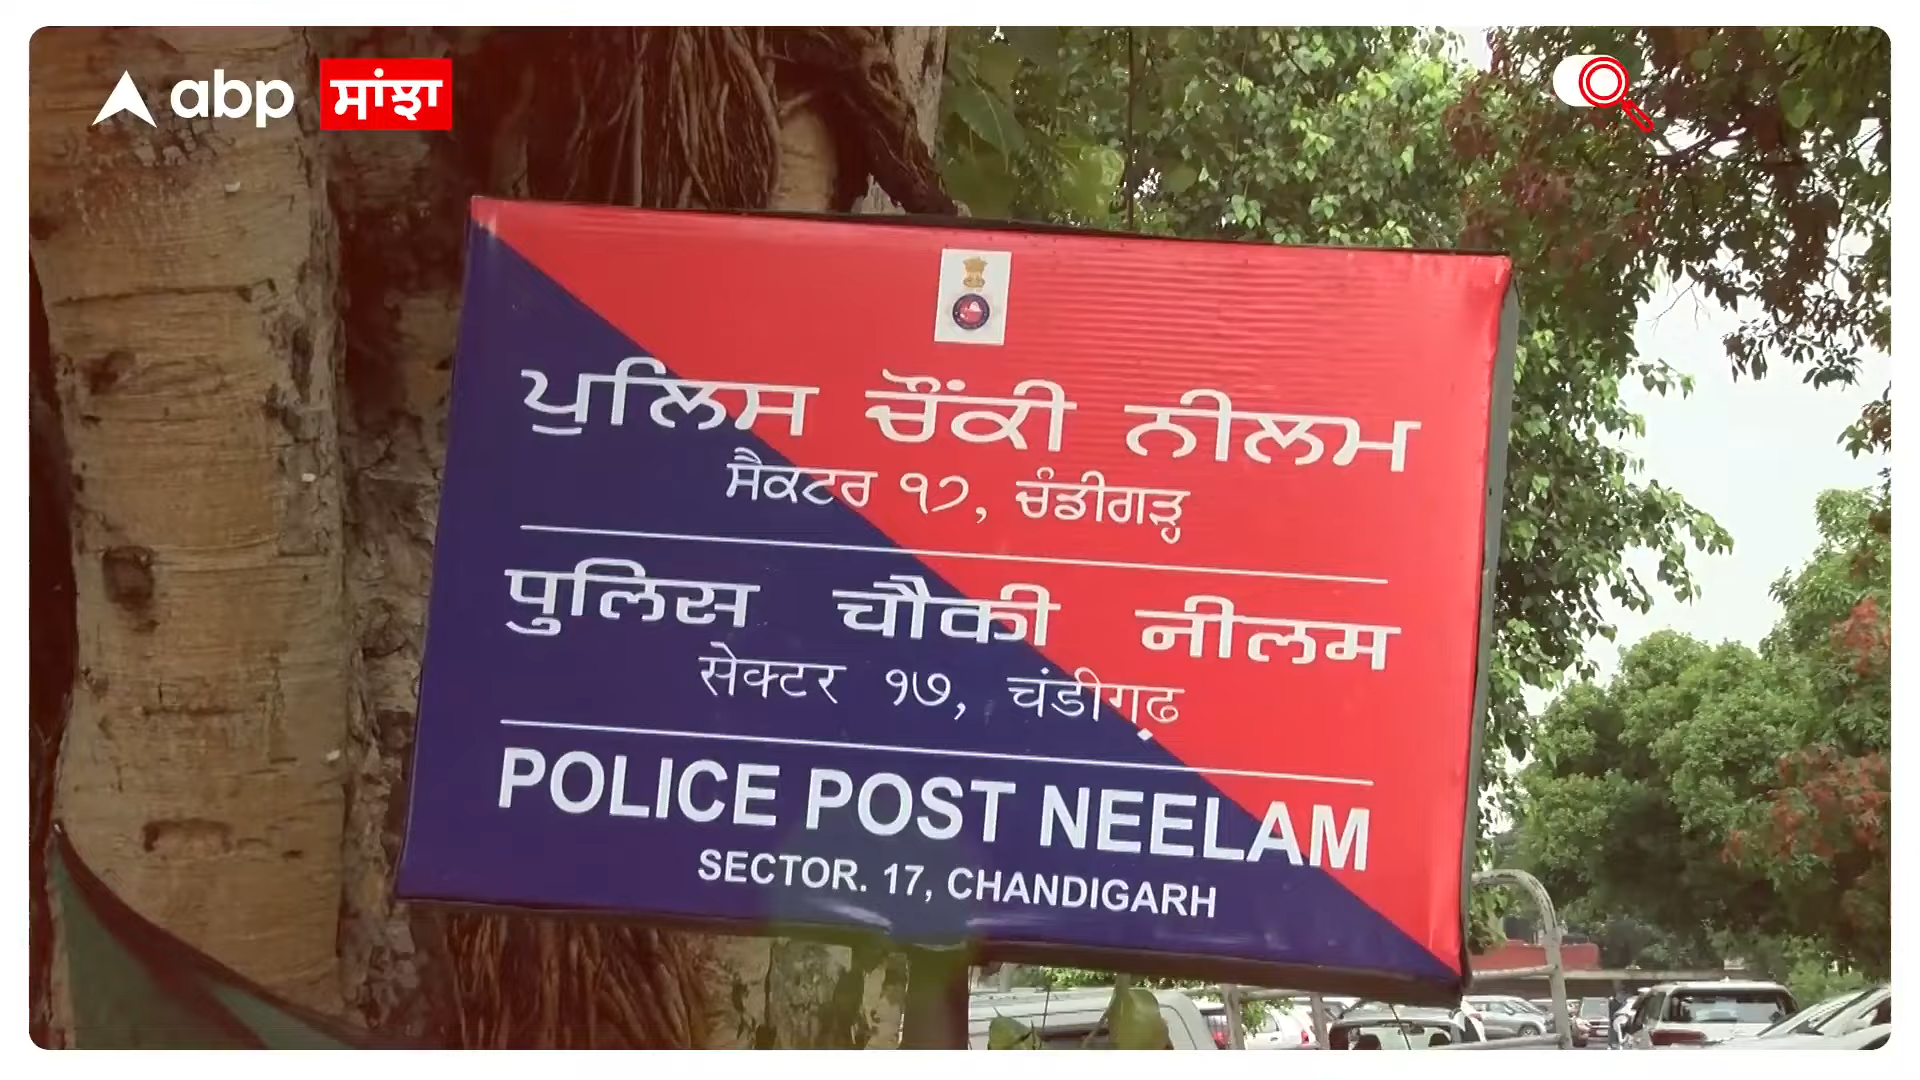 abp ਸਾਂਝਾ
ਪੁਲਿਸ ਚੌਂਕੀ ਨੀਲਮ
ਸੈਕਟਰ ੧੭, ਚੰਡੀਗੜ੍ਹ
पुलिस चौकी नीलम
सेक्टर १७, चंडीगढ़
POLICE POST NEELAM
SECTOR. 17, CHANDIGARH